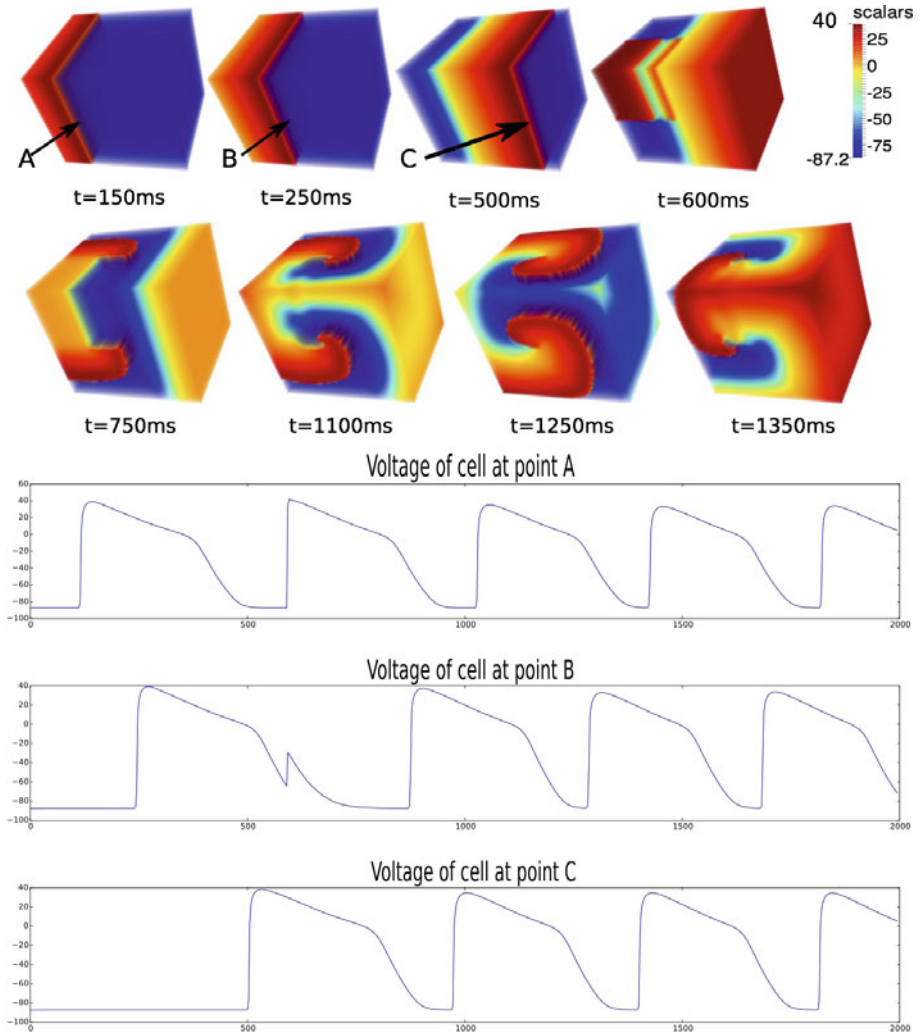 40 scalars
25
0
-25
-50
-75
-87.2
A
B
C
t=150ms t=250ms t=500ms t=600ms
t=750ms t=1100ms t=1250ms t=1350ms
Voltage of cell at point A
60
40
20
0
−20
−40
−60
−80
−100
0 500 1000 1500 2000
Voltage of cell at point B
40
20
0
−20
−40
−60
−80
−100
0 500 1000 1500 2000
Voltage of cell at point C
40
20
0
−20
−40
−60
−80
−100
0 500 1000 1500 2000